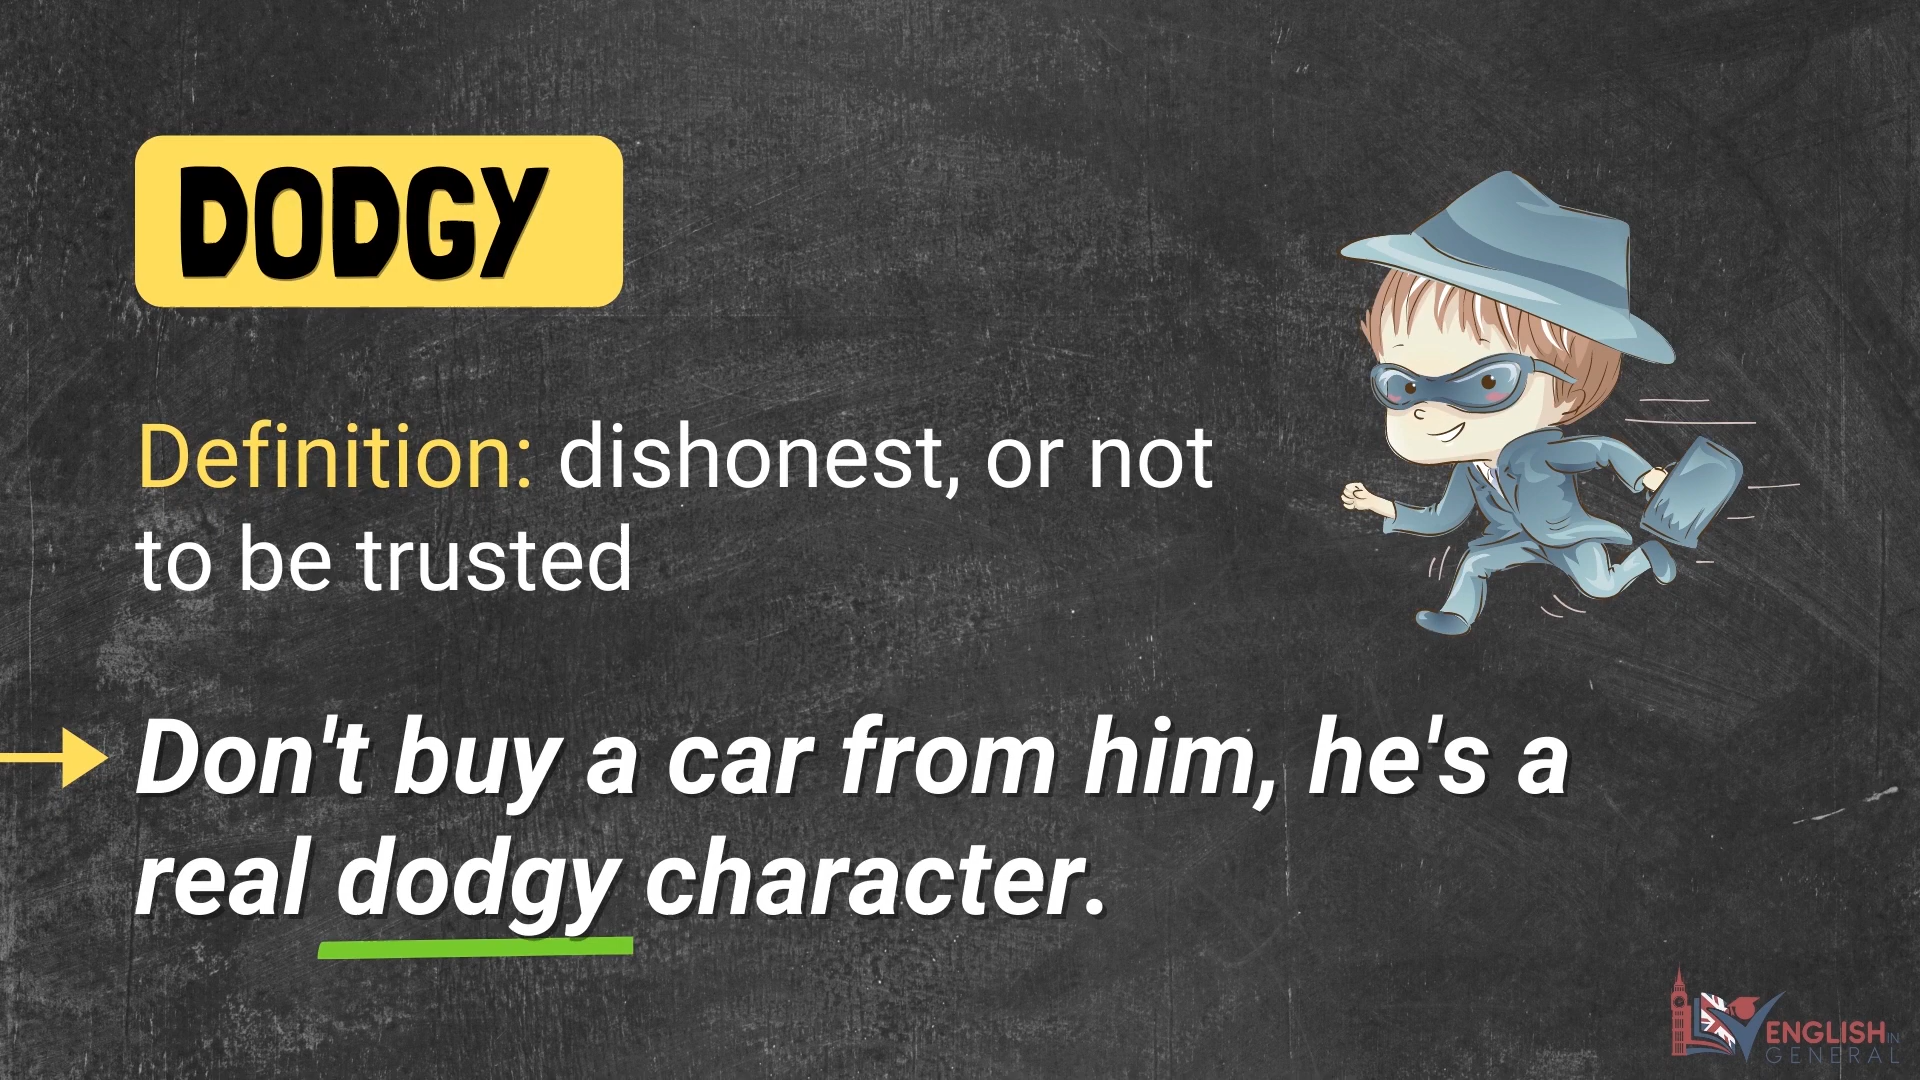 DODGY
Definition: dishonest, or not
to be trusted
Don't buy a car from him, he's a
real dodgy character.
ENGLISH IN
GENERAL